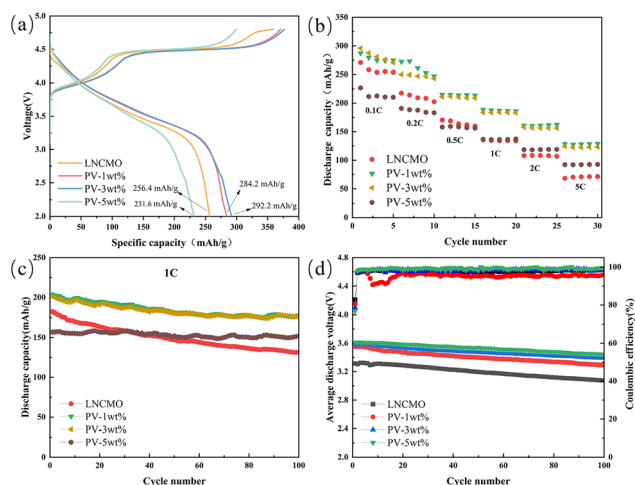 (a)
5.0
4.5
4.0
3.5
3.0
2.5
2.0
Voltage(V)
LNCMO
PV-1wt%
PV-3wt%
PV-5wt%
256.4 mAh/g
231.6 mAh/g
284.2 mAh/g
292.2 mAh/g
0 50 100 150 200 250 300 350 400
Specific capacity（mAh/g）
(b)
350
300
250
200
150
100
50
0
Discharge capacity（mAh/g）
0.1C
0.2C
0.5C
1C
2C
5C
LNCMO
PV-1wt%
PV-3wt%
PV-5wt%
0 5 10 15 20 25 30
Cycle number
(c)
1C
250
200
150
100
50
0
Discharge capacity(mAh/g)
LNCMO
PV-1wt%
PV-3wt%
PV-5wt%
0 20 40 60 80 100
Cycle number
(d)
4.8
4.4
4.0
3.6
3.2
2.8
2.4
2.0
Average discharge voltage(V)
LNCMO
PV-1wt%
PV-3wt%
PV-5wt%
100
80
60
40
20
0
Coulombic efficiency(%)
0 20 40 60 80 100
Cycle number